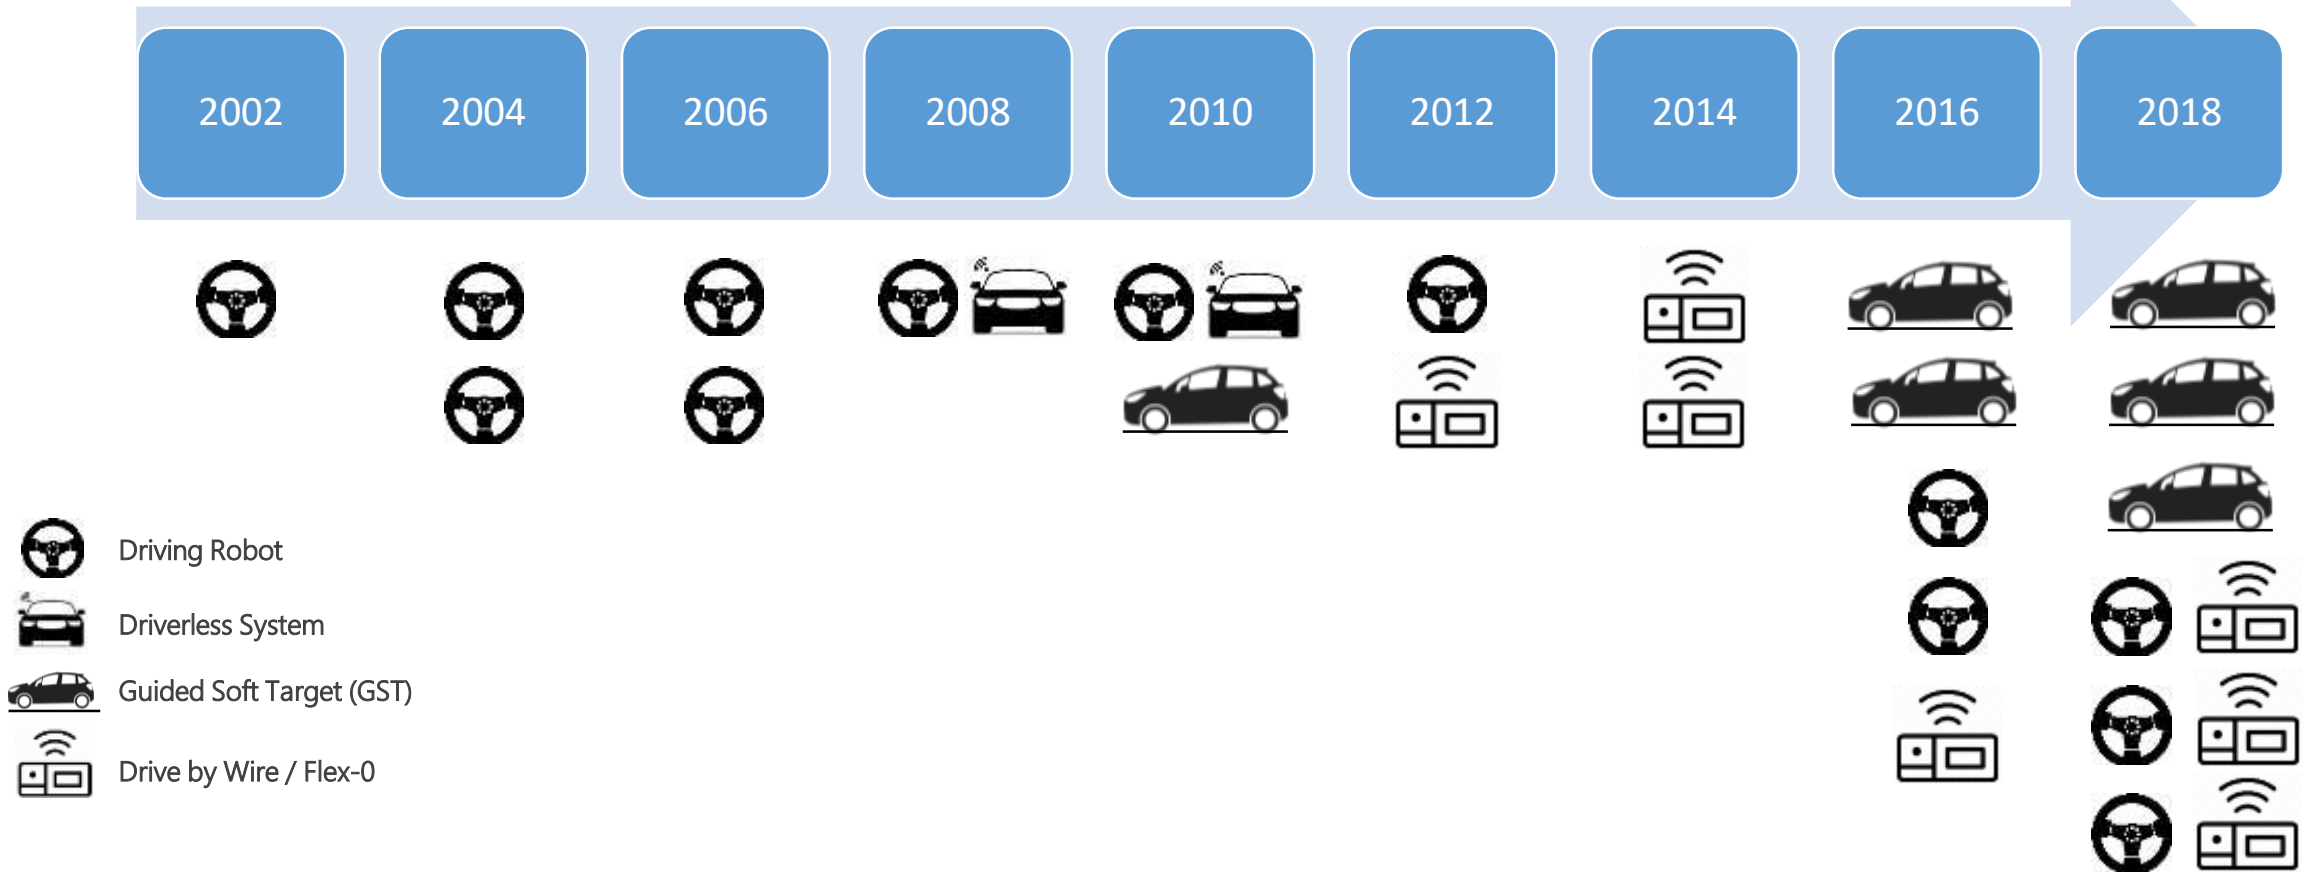 2002
2004
2006
2008
2010
2012
2014
2016
2018
Driving Robot
Driverless System
Guided Soft Target (GST)
Drive by Wire / Flex-0